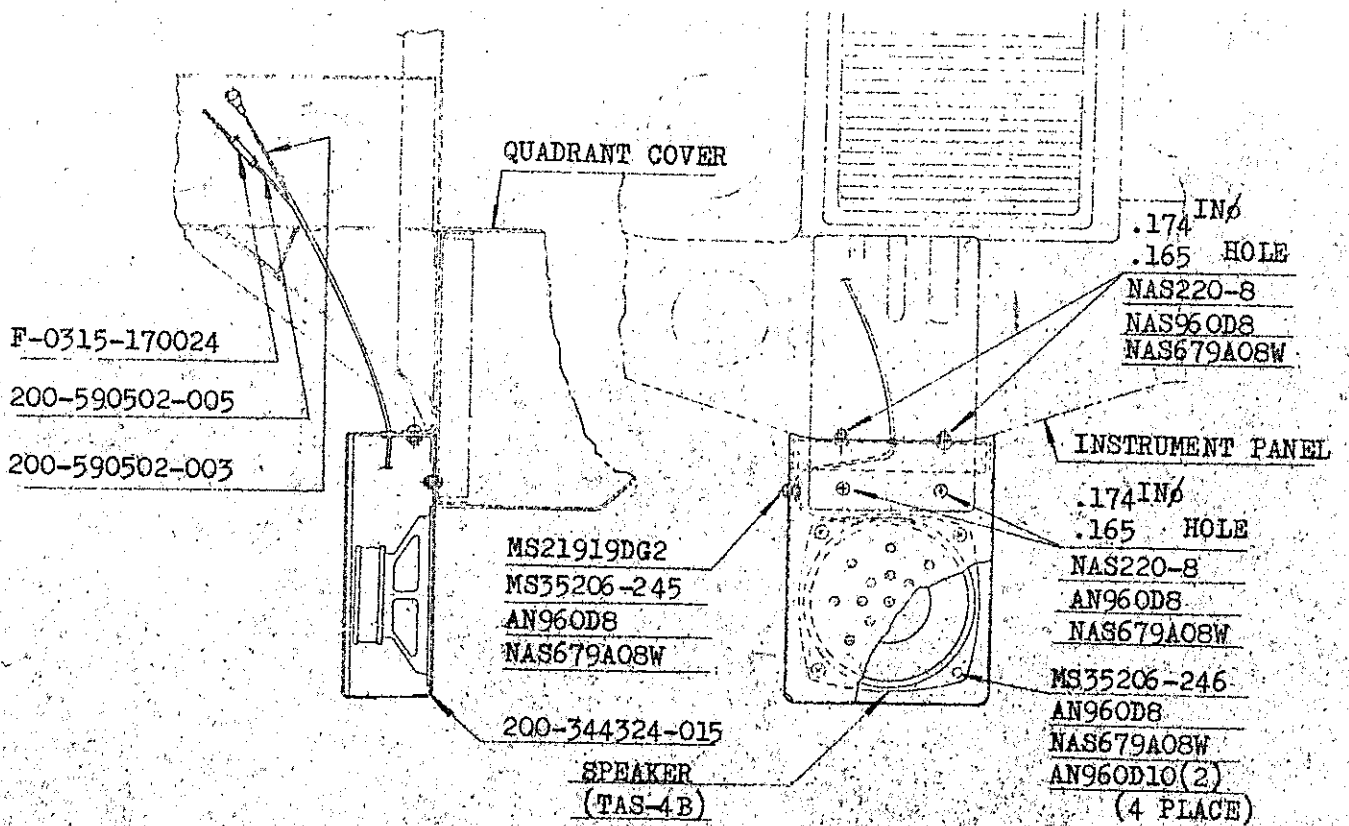 QUADRANT COVER
F-0315-170024
200-590502-005
200-590502-003
MS21919DG2
MS35206-245
AN960D8
NAS679A08W
200-344324-015
SPEAKER
(TAS-4B)
.174 INØ
.165 HOLE
NAS220-8
NAS960D8
NAS679A08W
INSTRUMENT PANEL
.174 INØ
.165 HOLE
NAS220-8
AN960D8
NAS679A08W
MS35206-246
AN960D8
NAS679A08W
AN960D10(2)
(4 PLACE)